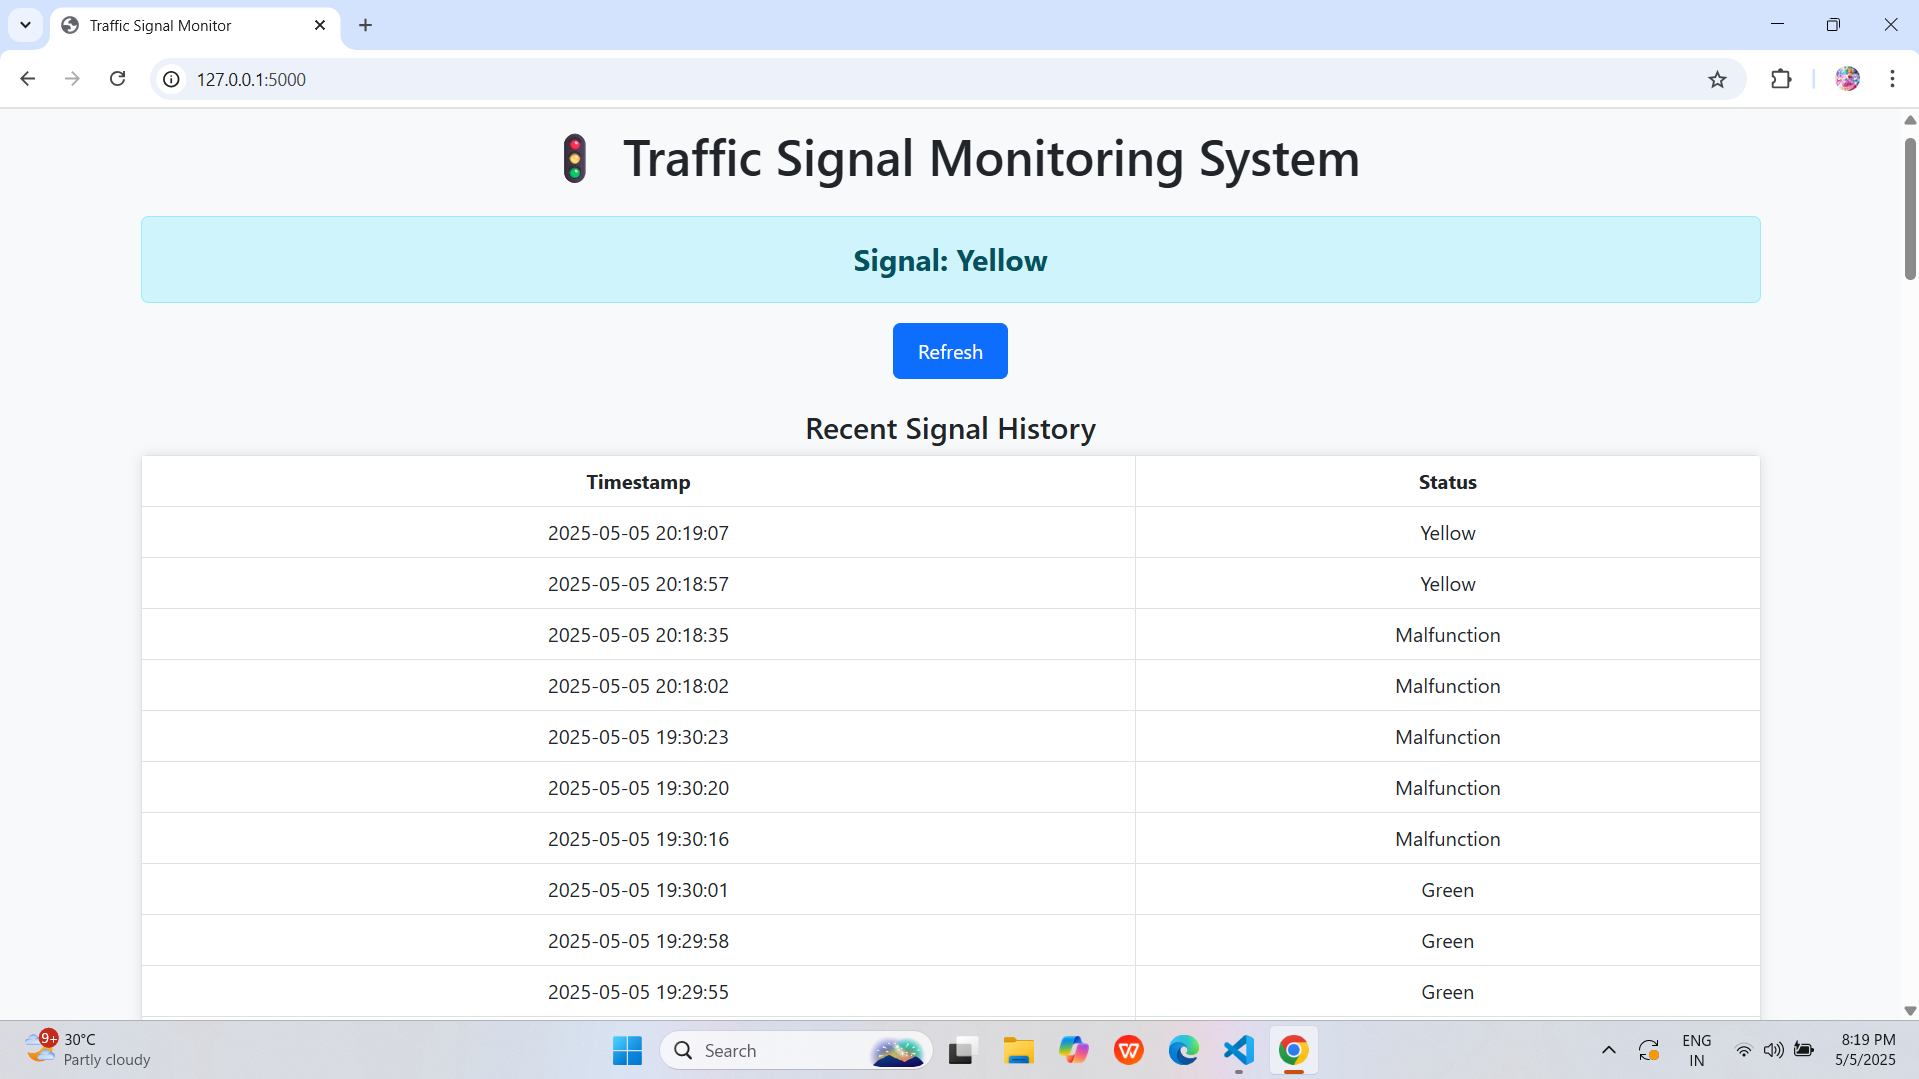 Traffic Signal Monitor
127.0.0.1:5000
Traffic Signal Monitoring System
Signal: Yellow
Refresh
Recent Signal History
Timestamp Status
2025-05-05 20:19:07 Yellow
2025-05-05 20:18:57 Yellow
2025-05-05 20:18:35 Malfunction
2025-05-05 20:18:02 Malfunction
2025-05-05 19:30:23 Malfunction
2025-05-05 19:30:20 Malfunction
2025-05-05 19:30:16 Malfunction
2025-05-05 19:30:01 Green
2025-05-05 19:29:58 Green
2025-05-05 19:29:55 Green
9+ 30°C
Partly cloudy
Search
ENG
IN
8:19 PM
5/5/2025